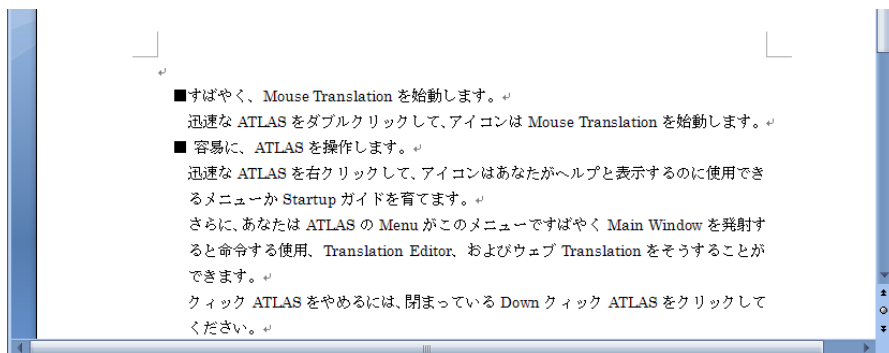 ■すばやく、Mouse Translation を始動します。
迅速な ATLAS をダブルクリックして、アイコンは Mouse Translation を始動します。
■ 容易に、ATLAS を操作します。
迅速な ATLAS を右クリックして、アイコンはあなたがヘルプと表示するのに使用でき
るメニューか Startup ガイドを育てます。
さらに、あなたは ATLAS の Menu がこのメニューですばやく Main Window を発射す
ると命令する使用、Translation Editor、およびウェブ Translation をそうすることが
できます。
クィック ATLAS をやめるには、閉まっている Down クィック ATLAS をクリックして
ください。